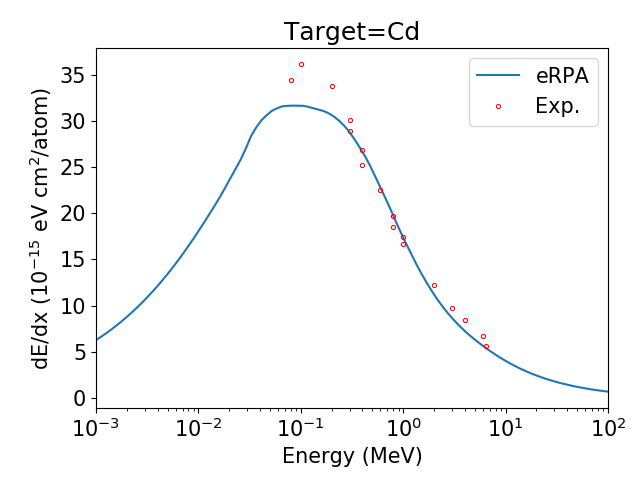 Target=Cd
eRPA
Exp.
dE/dx (10⁻¹⁵ eV cm²/atom)
35
30
25
20
15
10
5
0
10⁻³ 10⁻² 10⁻¹ 10⁰ 10¹ 10²
Energy (MeV)